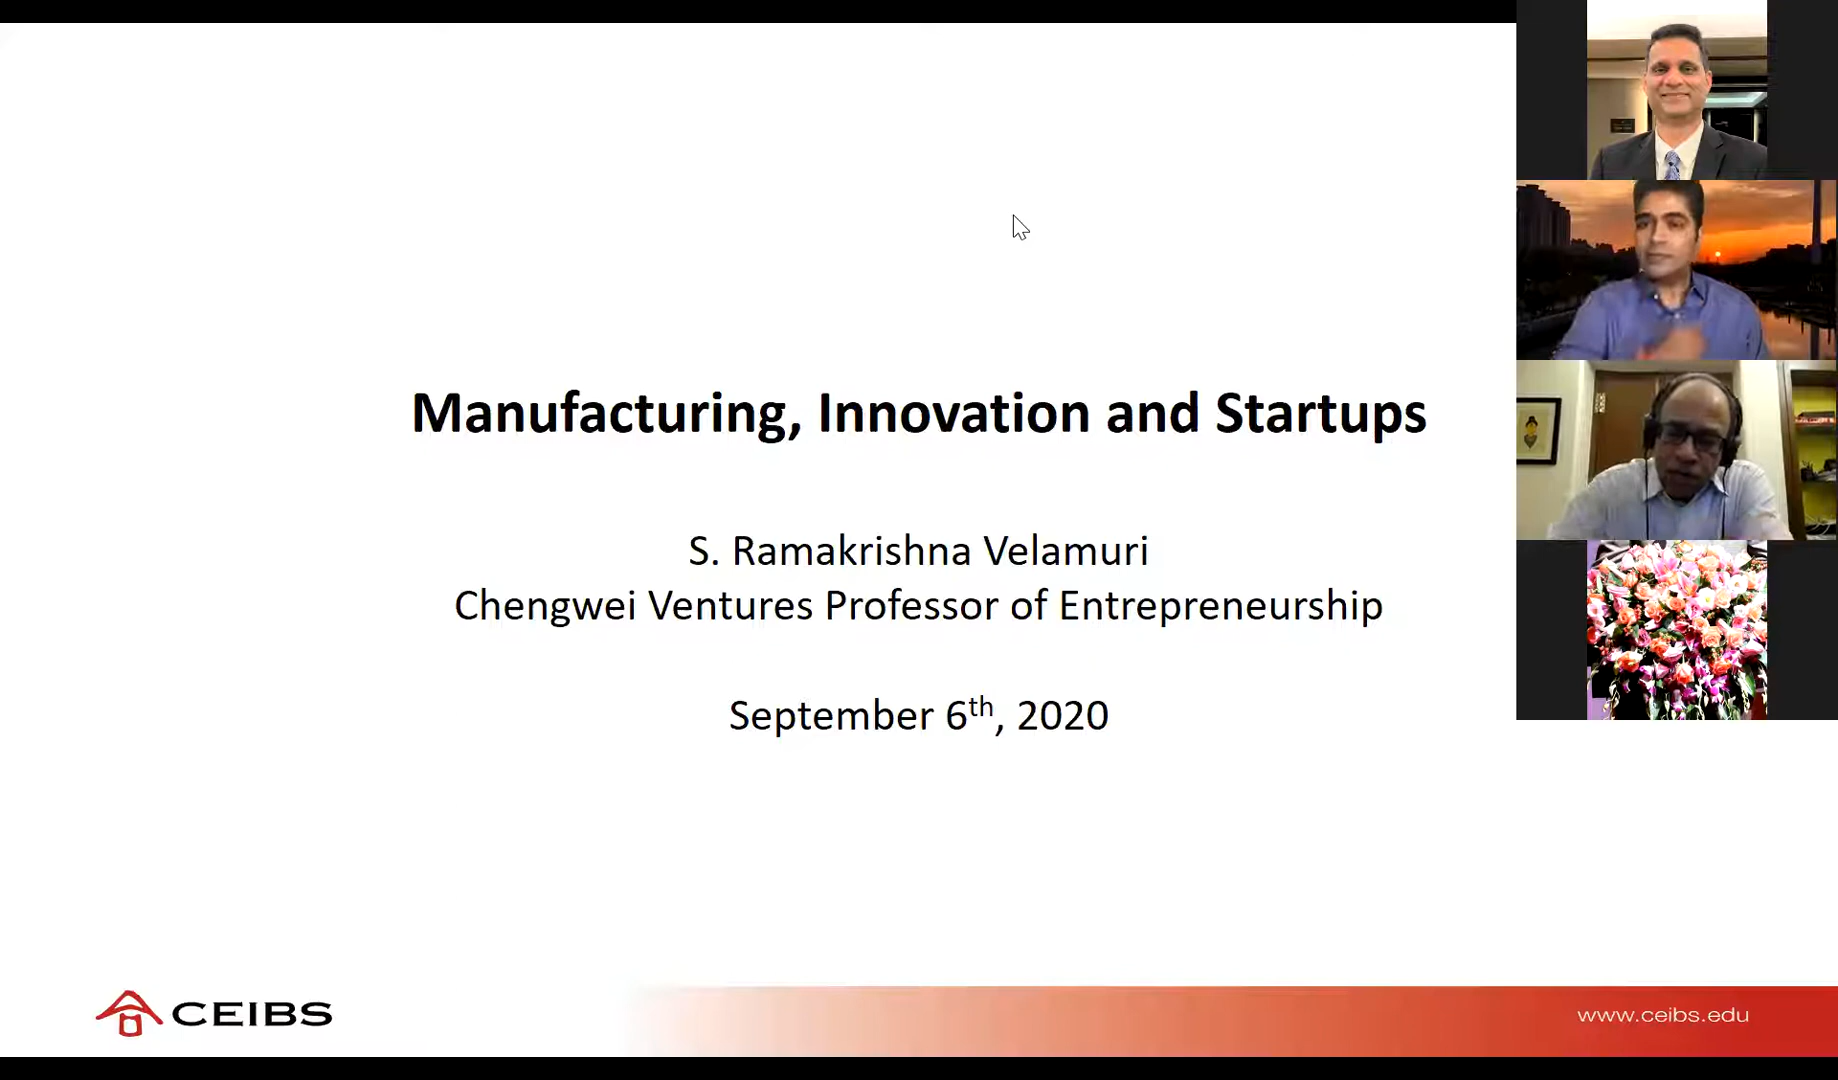 Manufacturing, Innovation and Startups
S. Ramakrishna Velamuri
Chengwei Ventures Professor of Entrepreneurship
September 6th, 2020
CEIBS
www.ceibs.edu